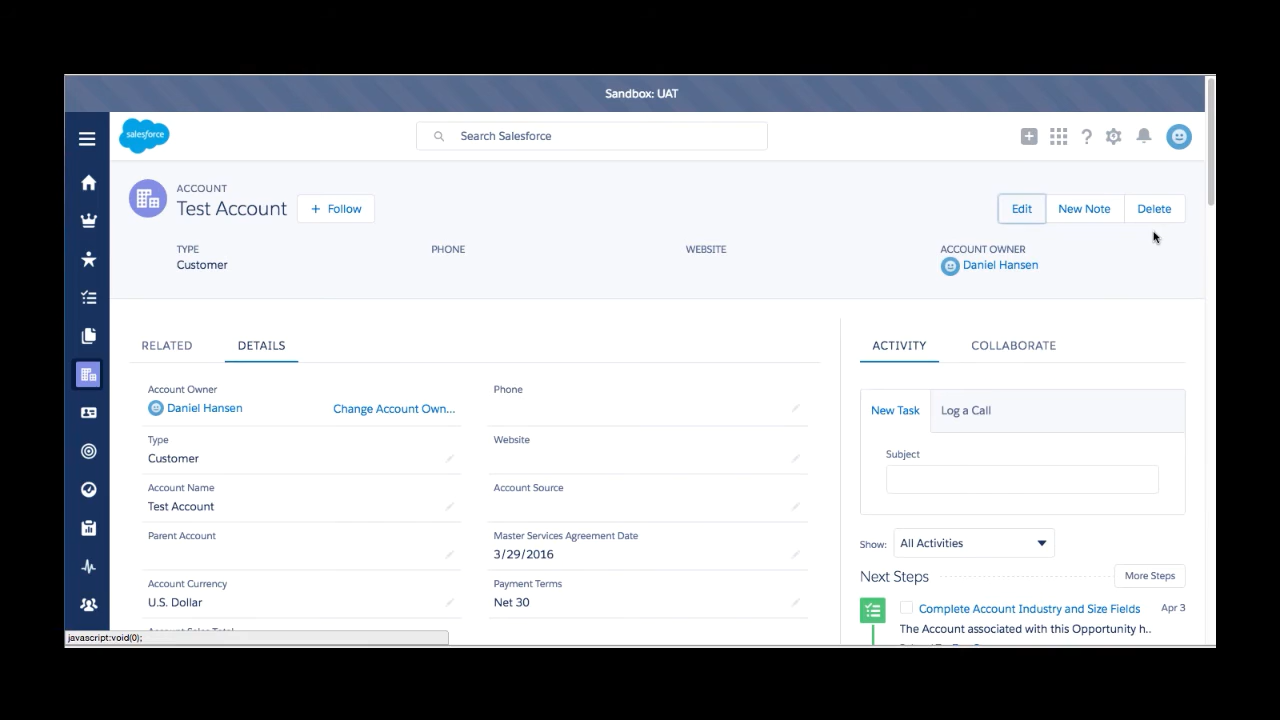 Sandbox: UAT
salesforce
Search Salesforce
ACCOUNT
Test Account
+ Follow
Edit
New Note
Delete
TYPE
PHONE
WEBSITE
ACCOUNT OWNER
Customer
Daniel Hansen
RELATED
DETAILS
ACTIVITY
COLLABORATE
Account Owner
Daniel Hansen
Change Account Own...
Phone
Type
Customer
Website
Account Name
Test Account
Account Source
Parent Account
Master Services Agreement Date
3/29/2016
Account Currency
U.S. Dollar
Payment Terms
Net 30
New Task
Log a Call
Subject
Show:
All Activities
Next Steps
More Steps
Complete Account Industry and Size Fields
Apr 3
The Account associated with this Opportunity h..
javascript:void(0);